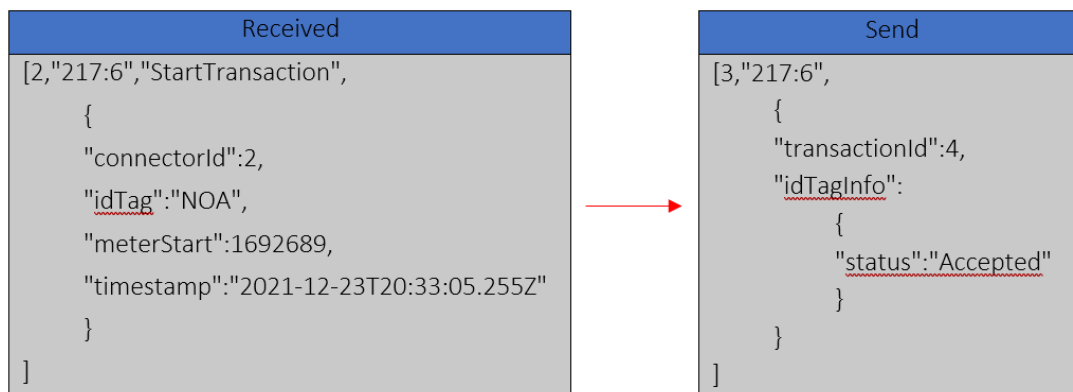 Received
[2,"217:6","StartTransaction",
{
"connectorId":2,
"idTag":"NOA",
"meterStart":1692689,
"timestamp":"2021-12-23T20:33:05.255Z"
}
]
Send
[3,"217:6",
{
"transactionId":4,
"idTagInfo":
{
"status":"Accepted"
}
}
]